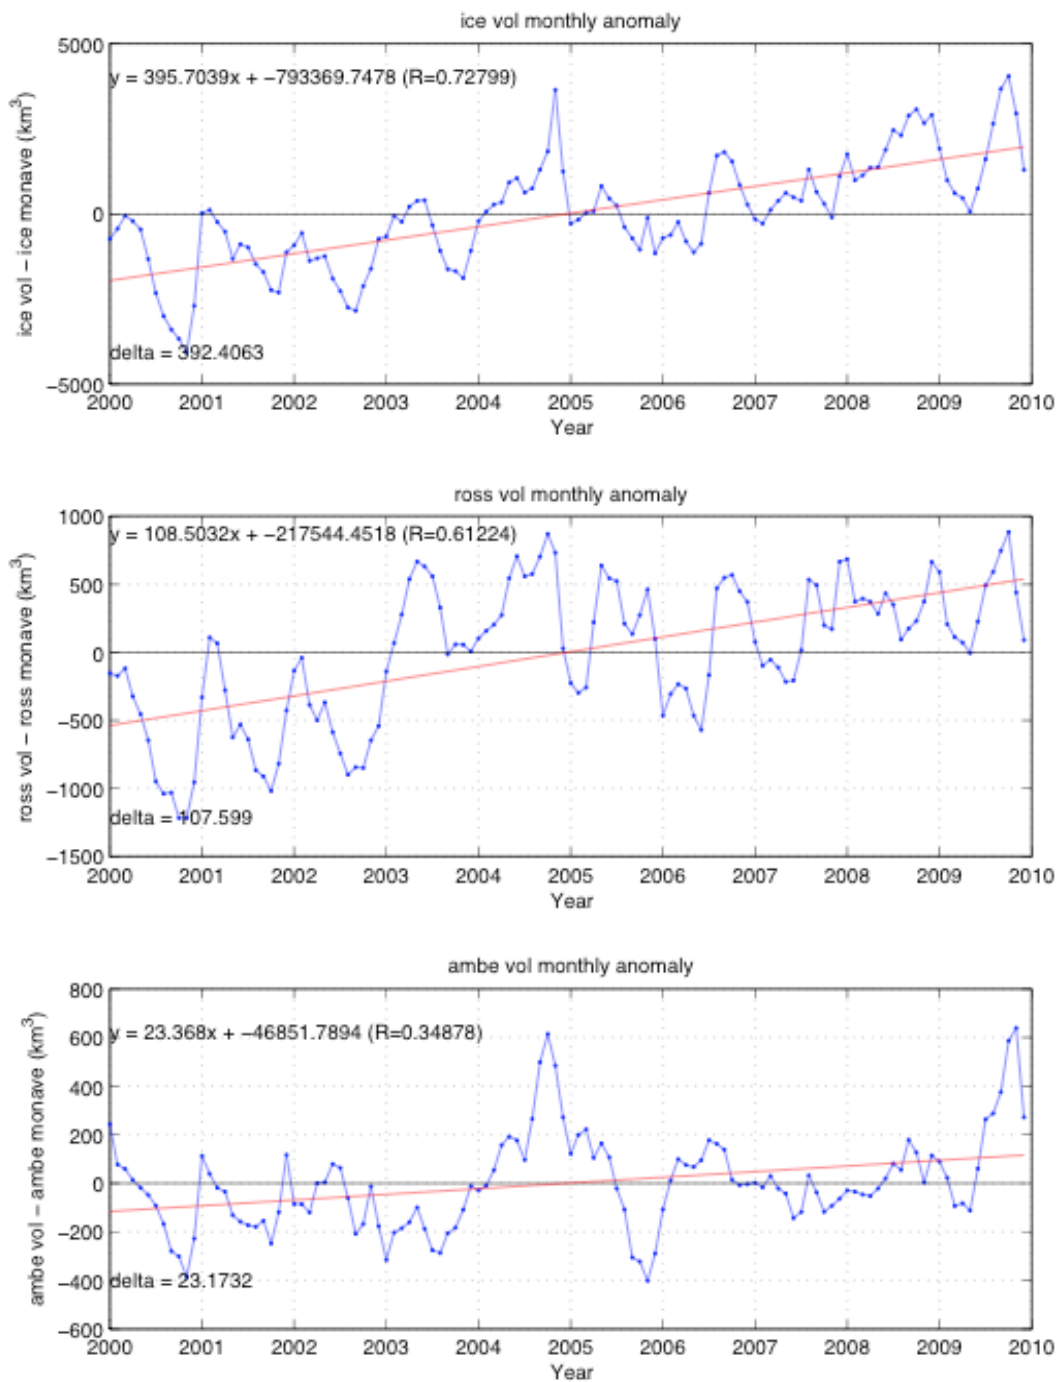 ice vol monthly anomaly
5000
y = 395.7039x + −793369.7478 (R=0.72799)
ice vol − ice monave (km3)
0
delta = 392.4063
−5000
2000 2001 2002 2003 2004 2005 2006 2007 2008 2009 2010
Year
ross vol monthly anomaly
1000
y = 108.5032x + −217544.4518 (R=0.61224)
ross vol − ross monave (km3)
500
0
−500
−1000
delta = 107.599
−1500
2000 2001 2002 2003 2004 2005 2006 2007 2008 2009 2010
Year
ambe vol monthly anomaly
800
y = 23.368x + −46851.7894 (R=0.34878)
ambe vol − ambe monave (km3)
600
400
200
0
−200
−400
delta = 23.1732
−600
2000 2001 2002 2003 2004 2005 2006 2007 2008 2009 2010
Year